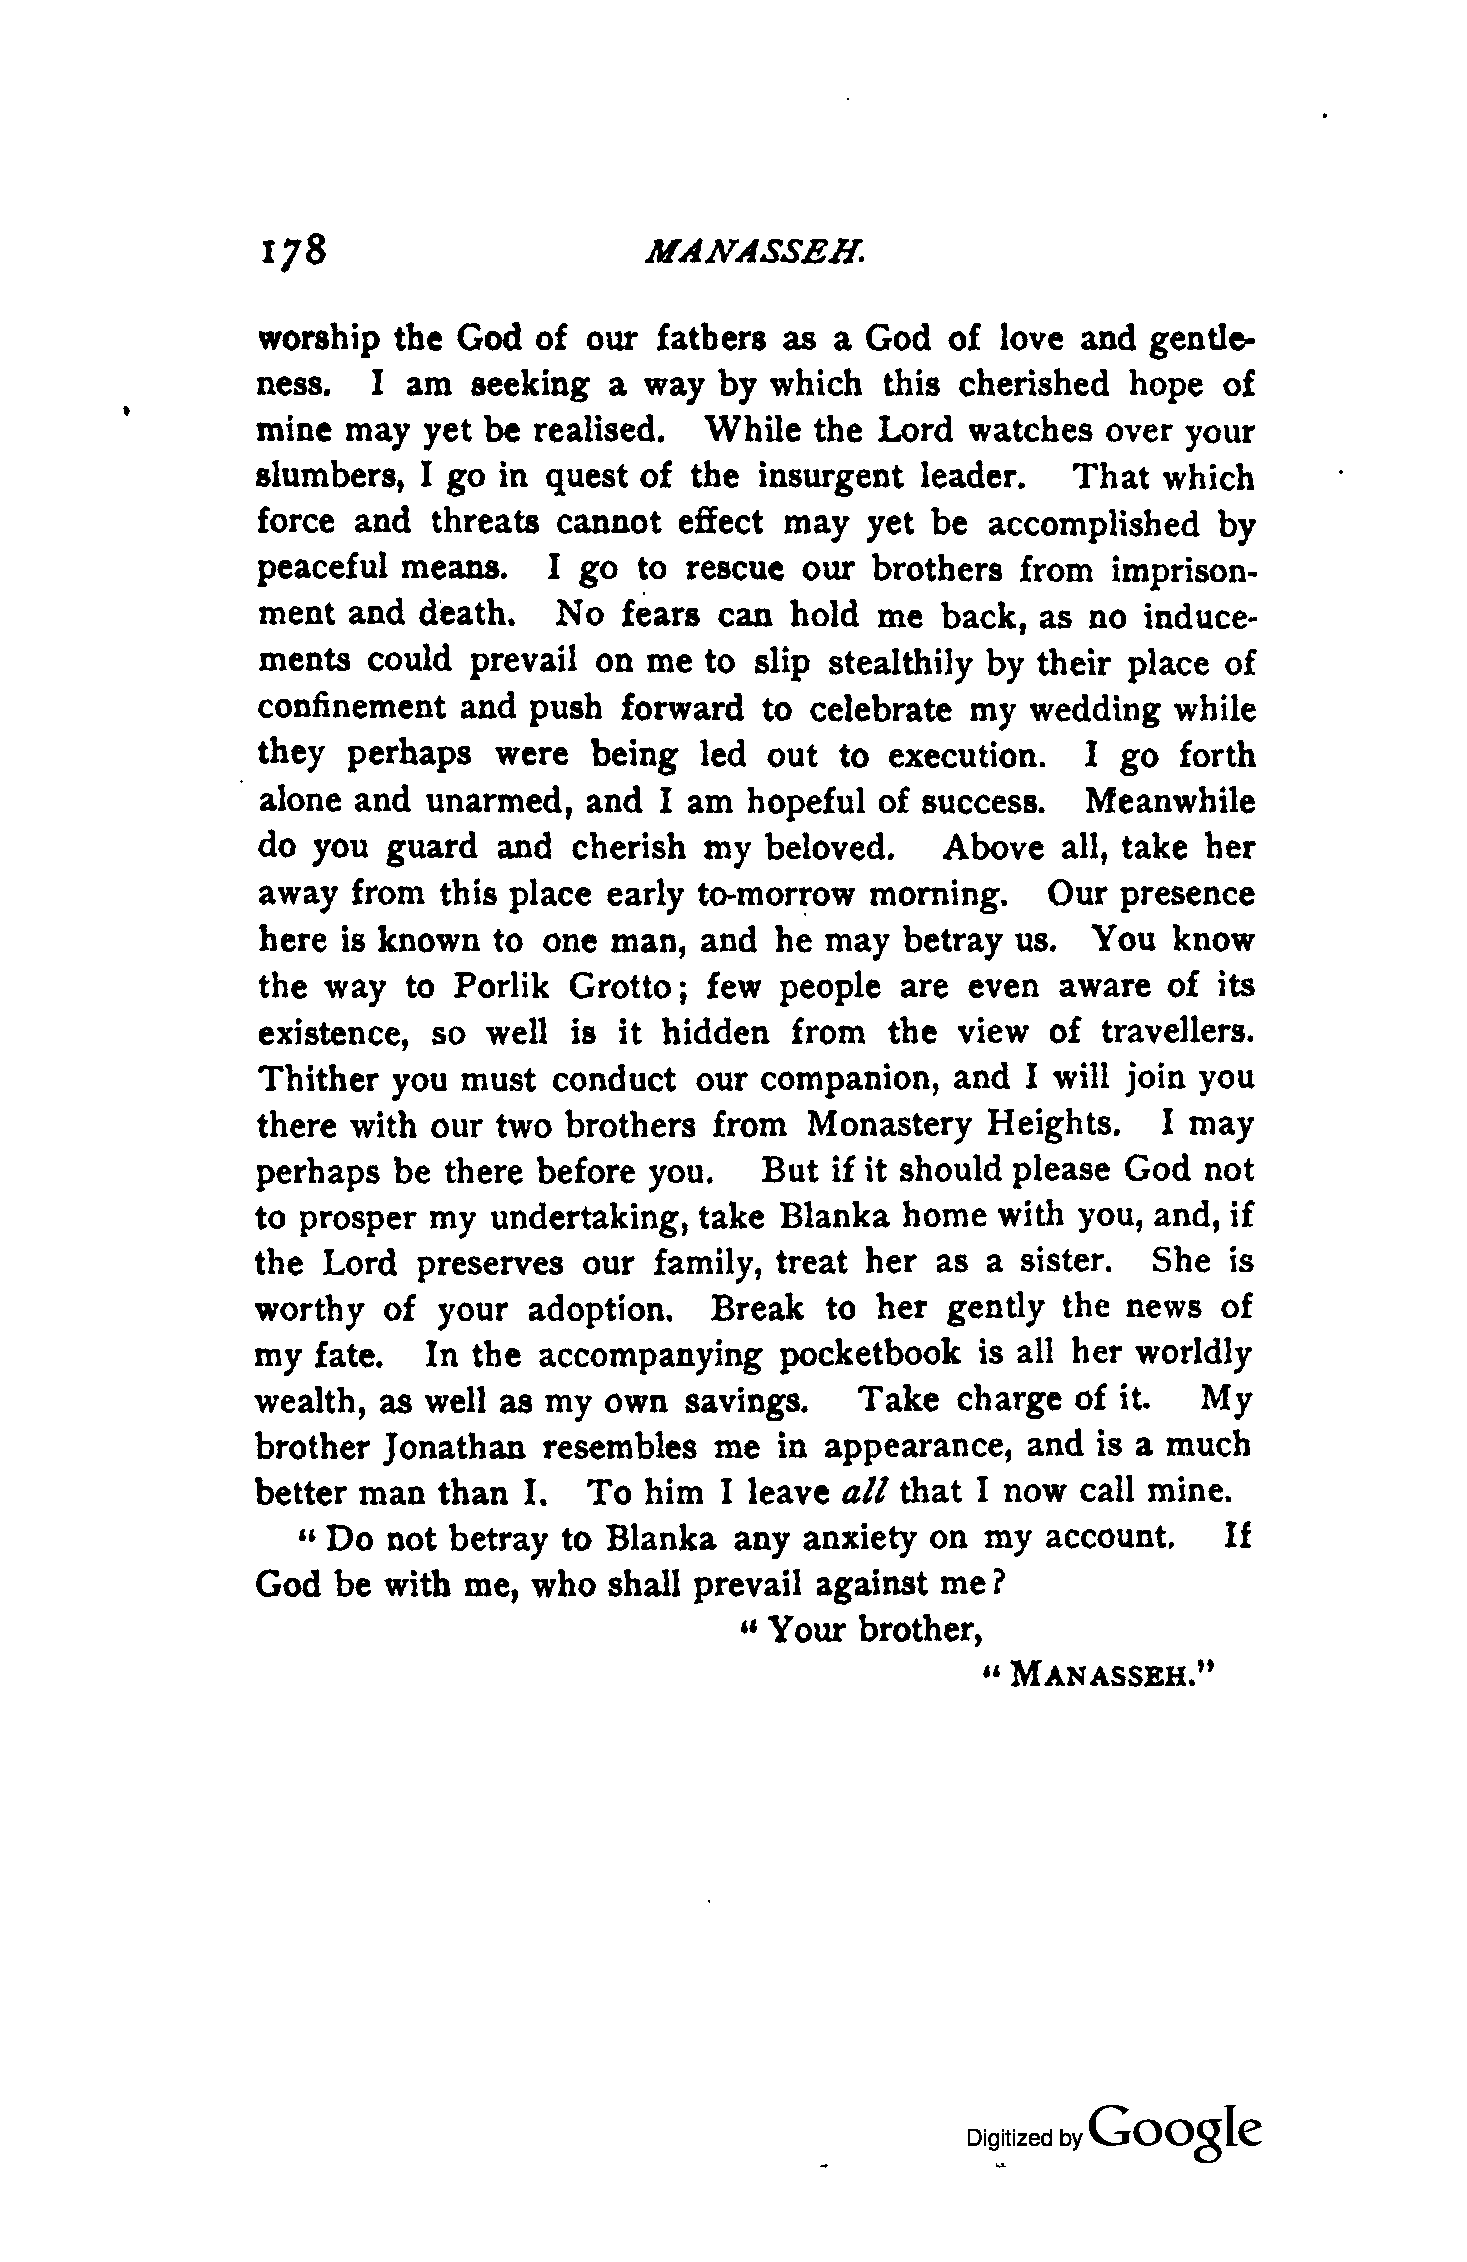 178 MANASSEH.
worship the God of our fathers as a God of love and gentle-
ness. I am seeking a way by which this cherished hope of
mine may yet be realised. While the Lord watches over your
slumbers, I go in quest of the insurgent leader. That which
force and threats cannot effect may yet be accomplished by
peaceful means. I go to rescue our brothers from imprison-
ment and death. No fears can hold me back, as no induce-
ments could prevail on me to slip stealthily by their place of
confinement and push forward to celebrate my wedding while
they perhaps were being led out to execution. I go forth
alone and unarmed, and I am hopeful of success. Meanwhile
do you guard and cherish my beloved. Above all, take her
away from this place early to-morrow morning. Our presence
here is known to one man, and he may betray us. You know
the way to Porlik Grotto; few people are even aware of its
existence, so well is it hidden from the view of travellers.
Thither you must conduct our companion, and I will join you
there with our two brothers from Monastery Heights. I may
perhaps be there before you. But if it should please God not
to prosper my undertaking, take Blanka home with you, and, if
the Lord preserves our family, treat her as a sister. She is
worthy of your adoption. Break to her gently the news of
my fate. In the accompanying pocketbook is all her worldly
wealth, as well as my own savings. Take charge of it. My
brother Jonathan resembles me in appearance, and is a much
better man than I. To him I leave all that I now call mine.
“ Do not betray to Blanka any anxiety on my account. If
God be with me, who shall prevail against me?
“ Your brother,
“ MANASSEH.”
Digitized by Google